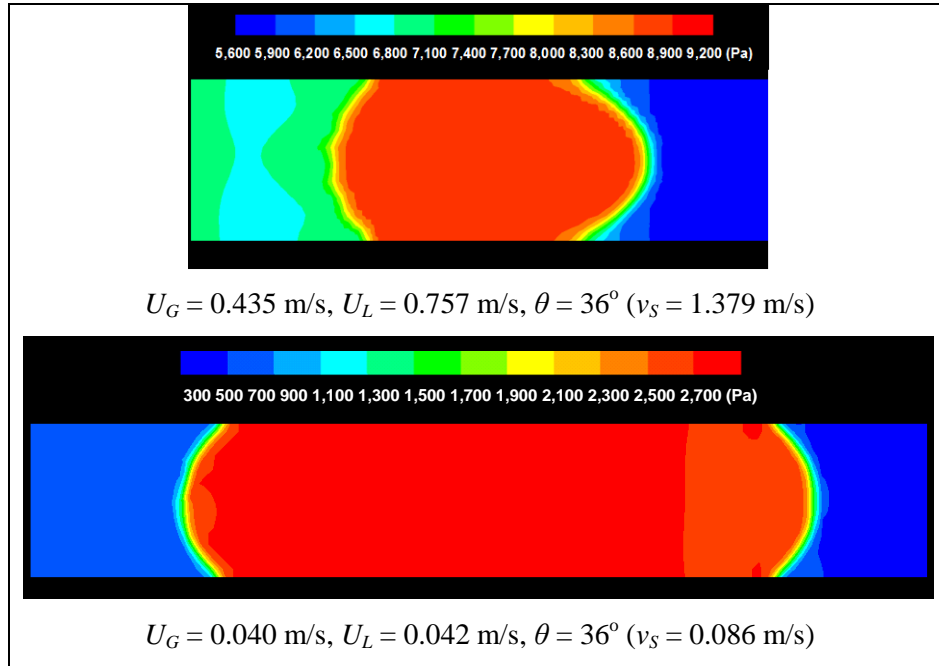 5,600 5,900 6,200 6,500 6,800 7,100 7,400 7,700 8,000 8,300 8,600 8,900 9,200 (Pa)
U_G = 0.435 m/s, U_L = 0.757 m/s, θ = 36° (v_S = 1.379 m/s)
300 500 700 900 1,100 1,300 1,500 1,700 1,900 2,100 2,300 2,500 2,700 (Pa)
U_G = 0.040 m/s, U_L = 0.042 m/s, θ = 36° (v_S = 0.086 m/s)